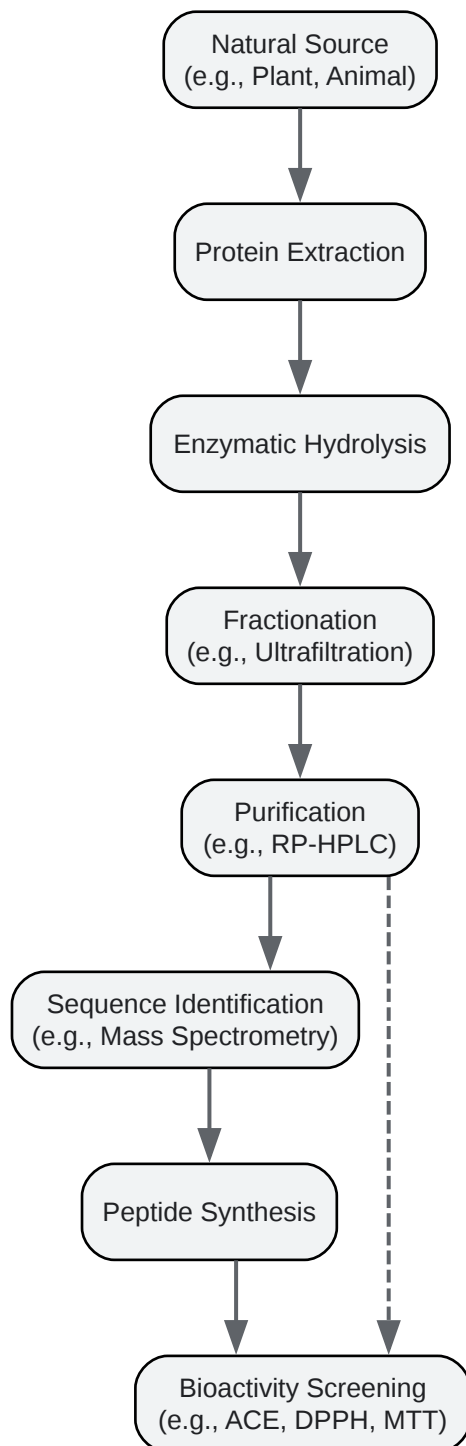 Natural Source
(e.g., Plant, Animal)
Protein Extraction
Enzymatic Hydrolysis
Fractionation
(e.g., Ultrafiltration)
Purification
(e.g., RP-HPLC)
Sequence Identification
(e.g., Mass Spectrometry)
Peptide Synthesis
Bioactivity Screening
(e.g., ACE, DPPH, MTT)